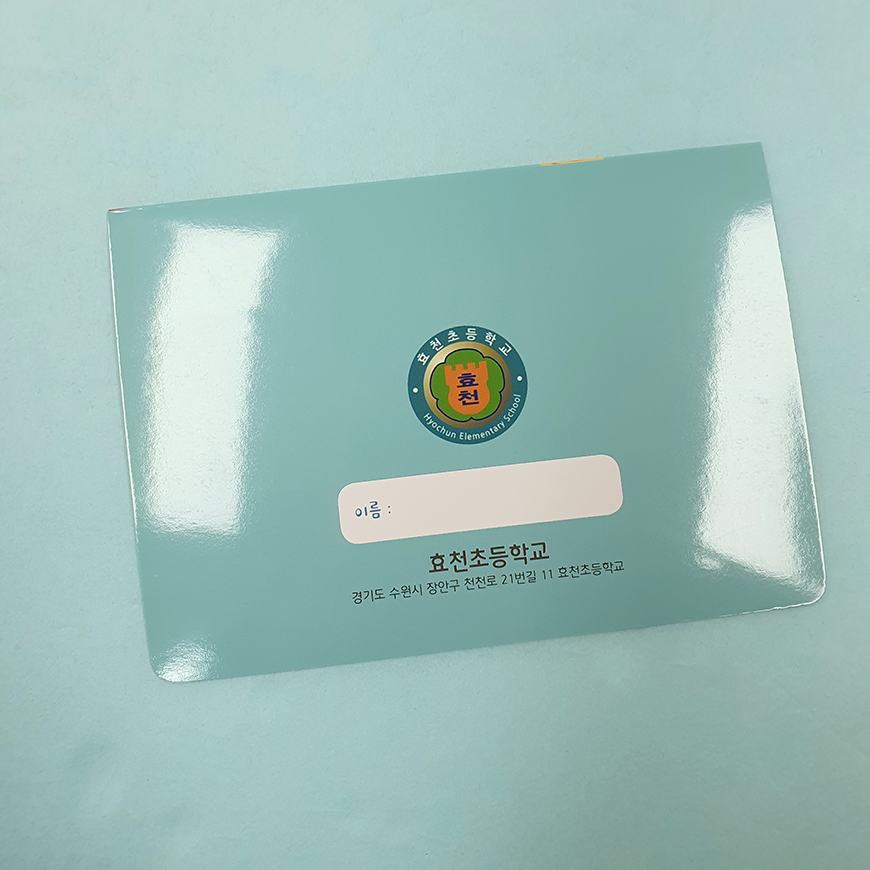 효천초등학교
효
천
Hyochun Elementary School
이름 :
효천초등학교
경기도 수원시 장안구 천천로 21번길 11 효천초등학교